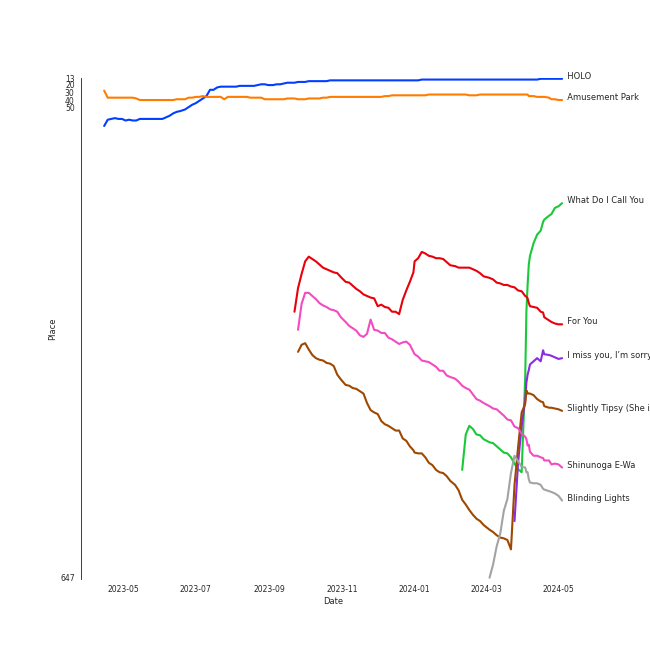 13
20
30
40
50
647
Place
HOLO
Amusement Park
What Do I Call You
For You
I miss you, I'm sorry
Slightly Tipsy (She i
Shinunoga E-Wa
Blinding Lights
2023-05
2023-07
2023-09
2023-11
2024-01
2024-03
2024-05
Date